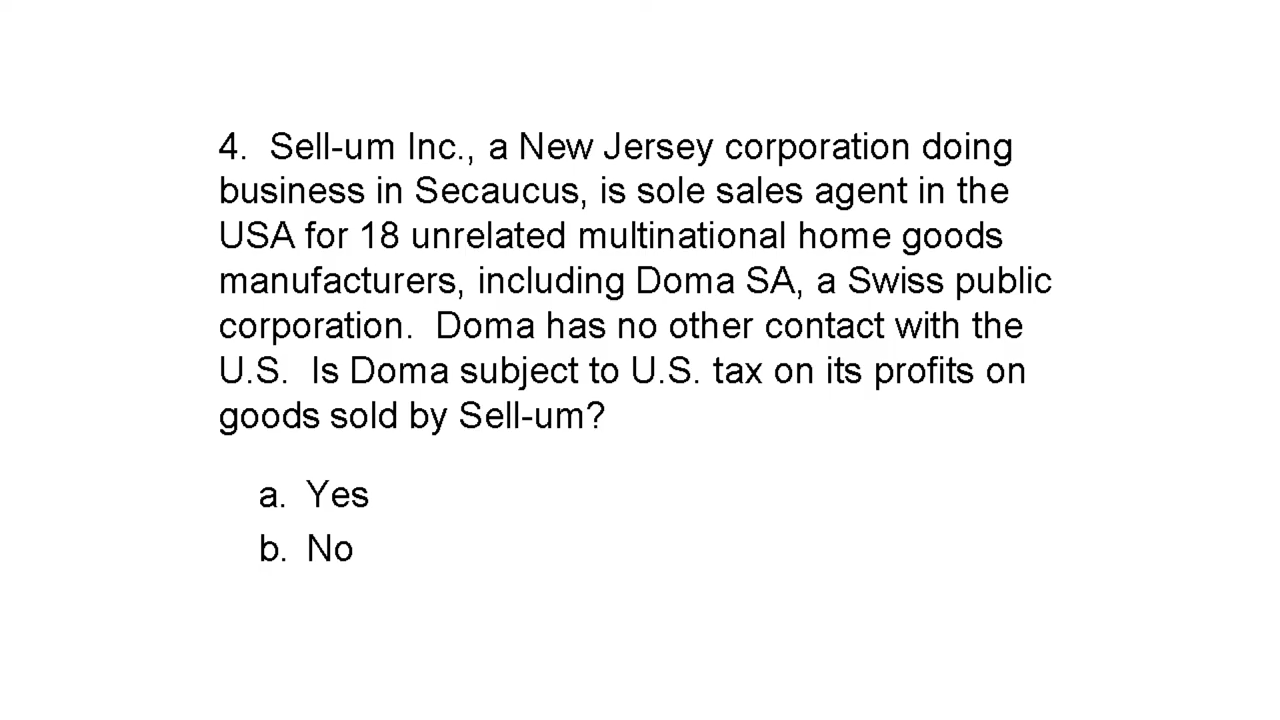 4. Sell-um Inc., a New Jersey corporation doing
business in Secaucus, is sole sales agent in the
USA for 18 unrelated multinational home goods
manufacturers, including Doma SA, a Swiss public
corporation. Doma has no other contact with the
U.S. Is Doma subject to U.S. tax on its profits on
goods sold by Sell-um?
a. Yes
b. No